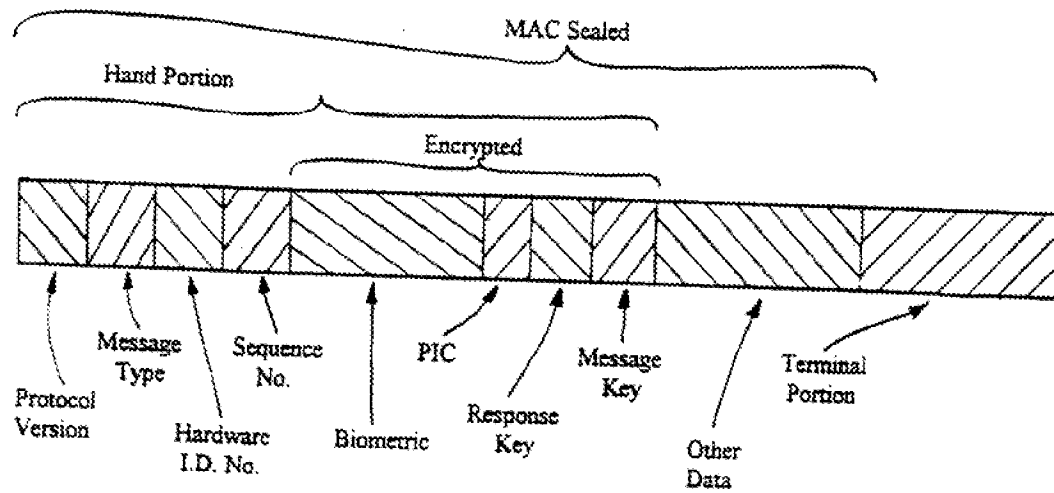 MAC Sealed
Hand Portion
Encrypted
Protocol
Version
Message
Type
Hardware
I.D. No.
Sequence
No.
Biometric
PIC
Response
Key
Message
Key
Other
Data
Terminal
Portion